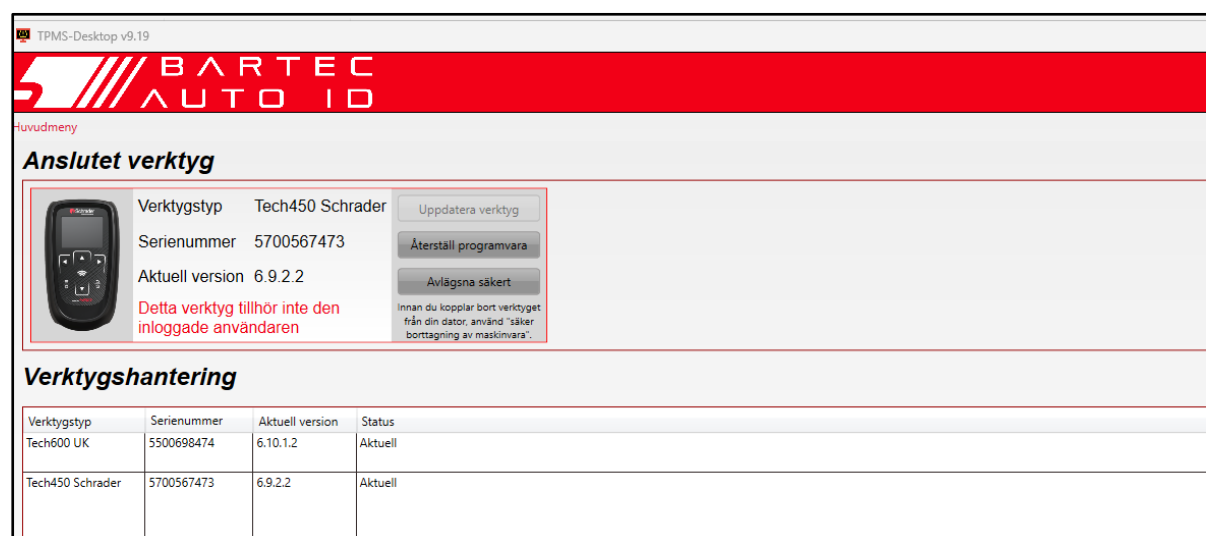 TPMS-Desktop v9.19
BARTEC
AUTO ID
Huvudmeny
Anslutet verktyg
Schrader
Verktygstyp Tech450 Schrader
Uppdatera verktyg
Serienummer 5700567473
Återställ programvara
Aktuell version 6.9.2.2
Avlägsna säkert
Detta verktyg tillhör inte den
inloggade användaren
Innan du kopplar bort verktyget
från din dator, använd "säker
borttagning av maskinvara".
Verktygshantering
Verktygstyp Serienummer Aktuell version Status
Tech600 UK 5500698474 6.10.1.2 Aktuell
Tech450 Schrader 5700567473 6.9.2.2 Aktuell